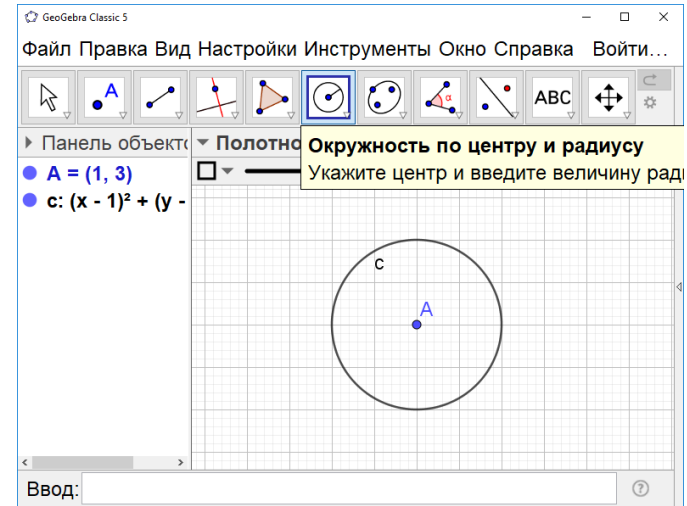 GeoGebra Classic 5
Файл Правка Вид Настройки Инструменты Окно Справка Войти...
A
α
ABC
Панель объекто
Полотно
Окружность по центру и радиусу
Укажите центр и введите величину рад
A = (1, 3)
c: (x - 1)² + (y -
c
A
Ввод: